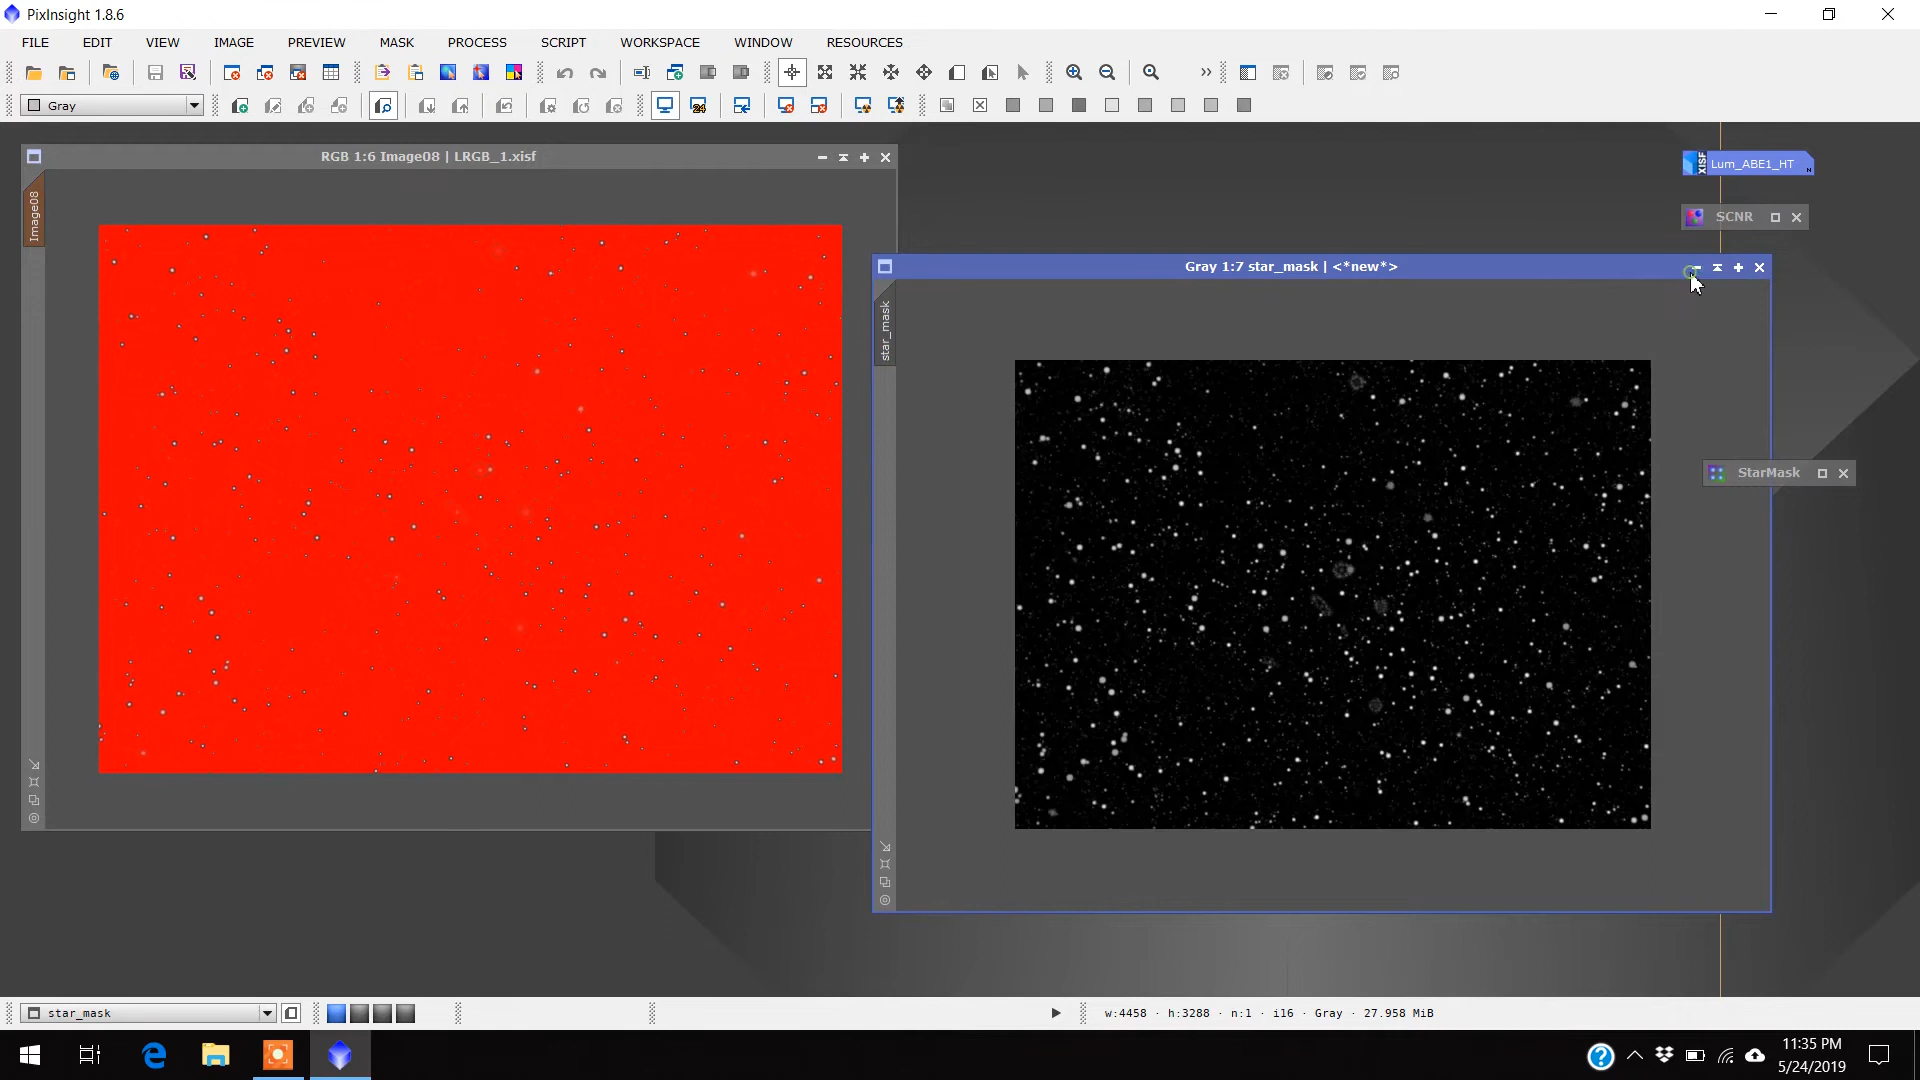 PixInsight 1.8.6
FILE EDIT VIEW IMAGE PREVIEW MASK PROCESS SCRIPT WORKSPACE WINDOW RESOURCES
Gray
24
RGB 1:6 Image08 | LRGB_1.xisf
Image08
XISF Lum_ABE1_HT
N
SCNR
Gray 1:7 star_mask | <*new*>
star_mask
StarMask
star_mask
w:4458 · h:3288 · n:1 · i16 · Gray · 27.958 MiB
11:35 PM
5/24/2019